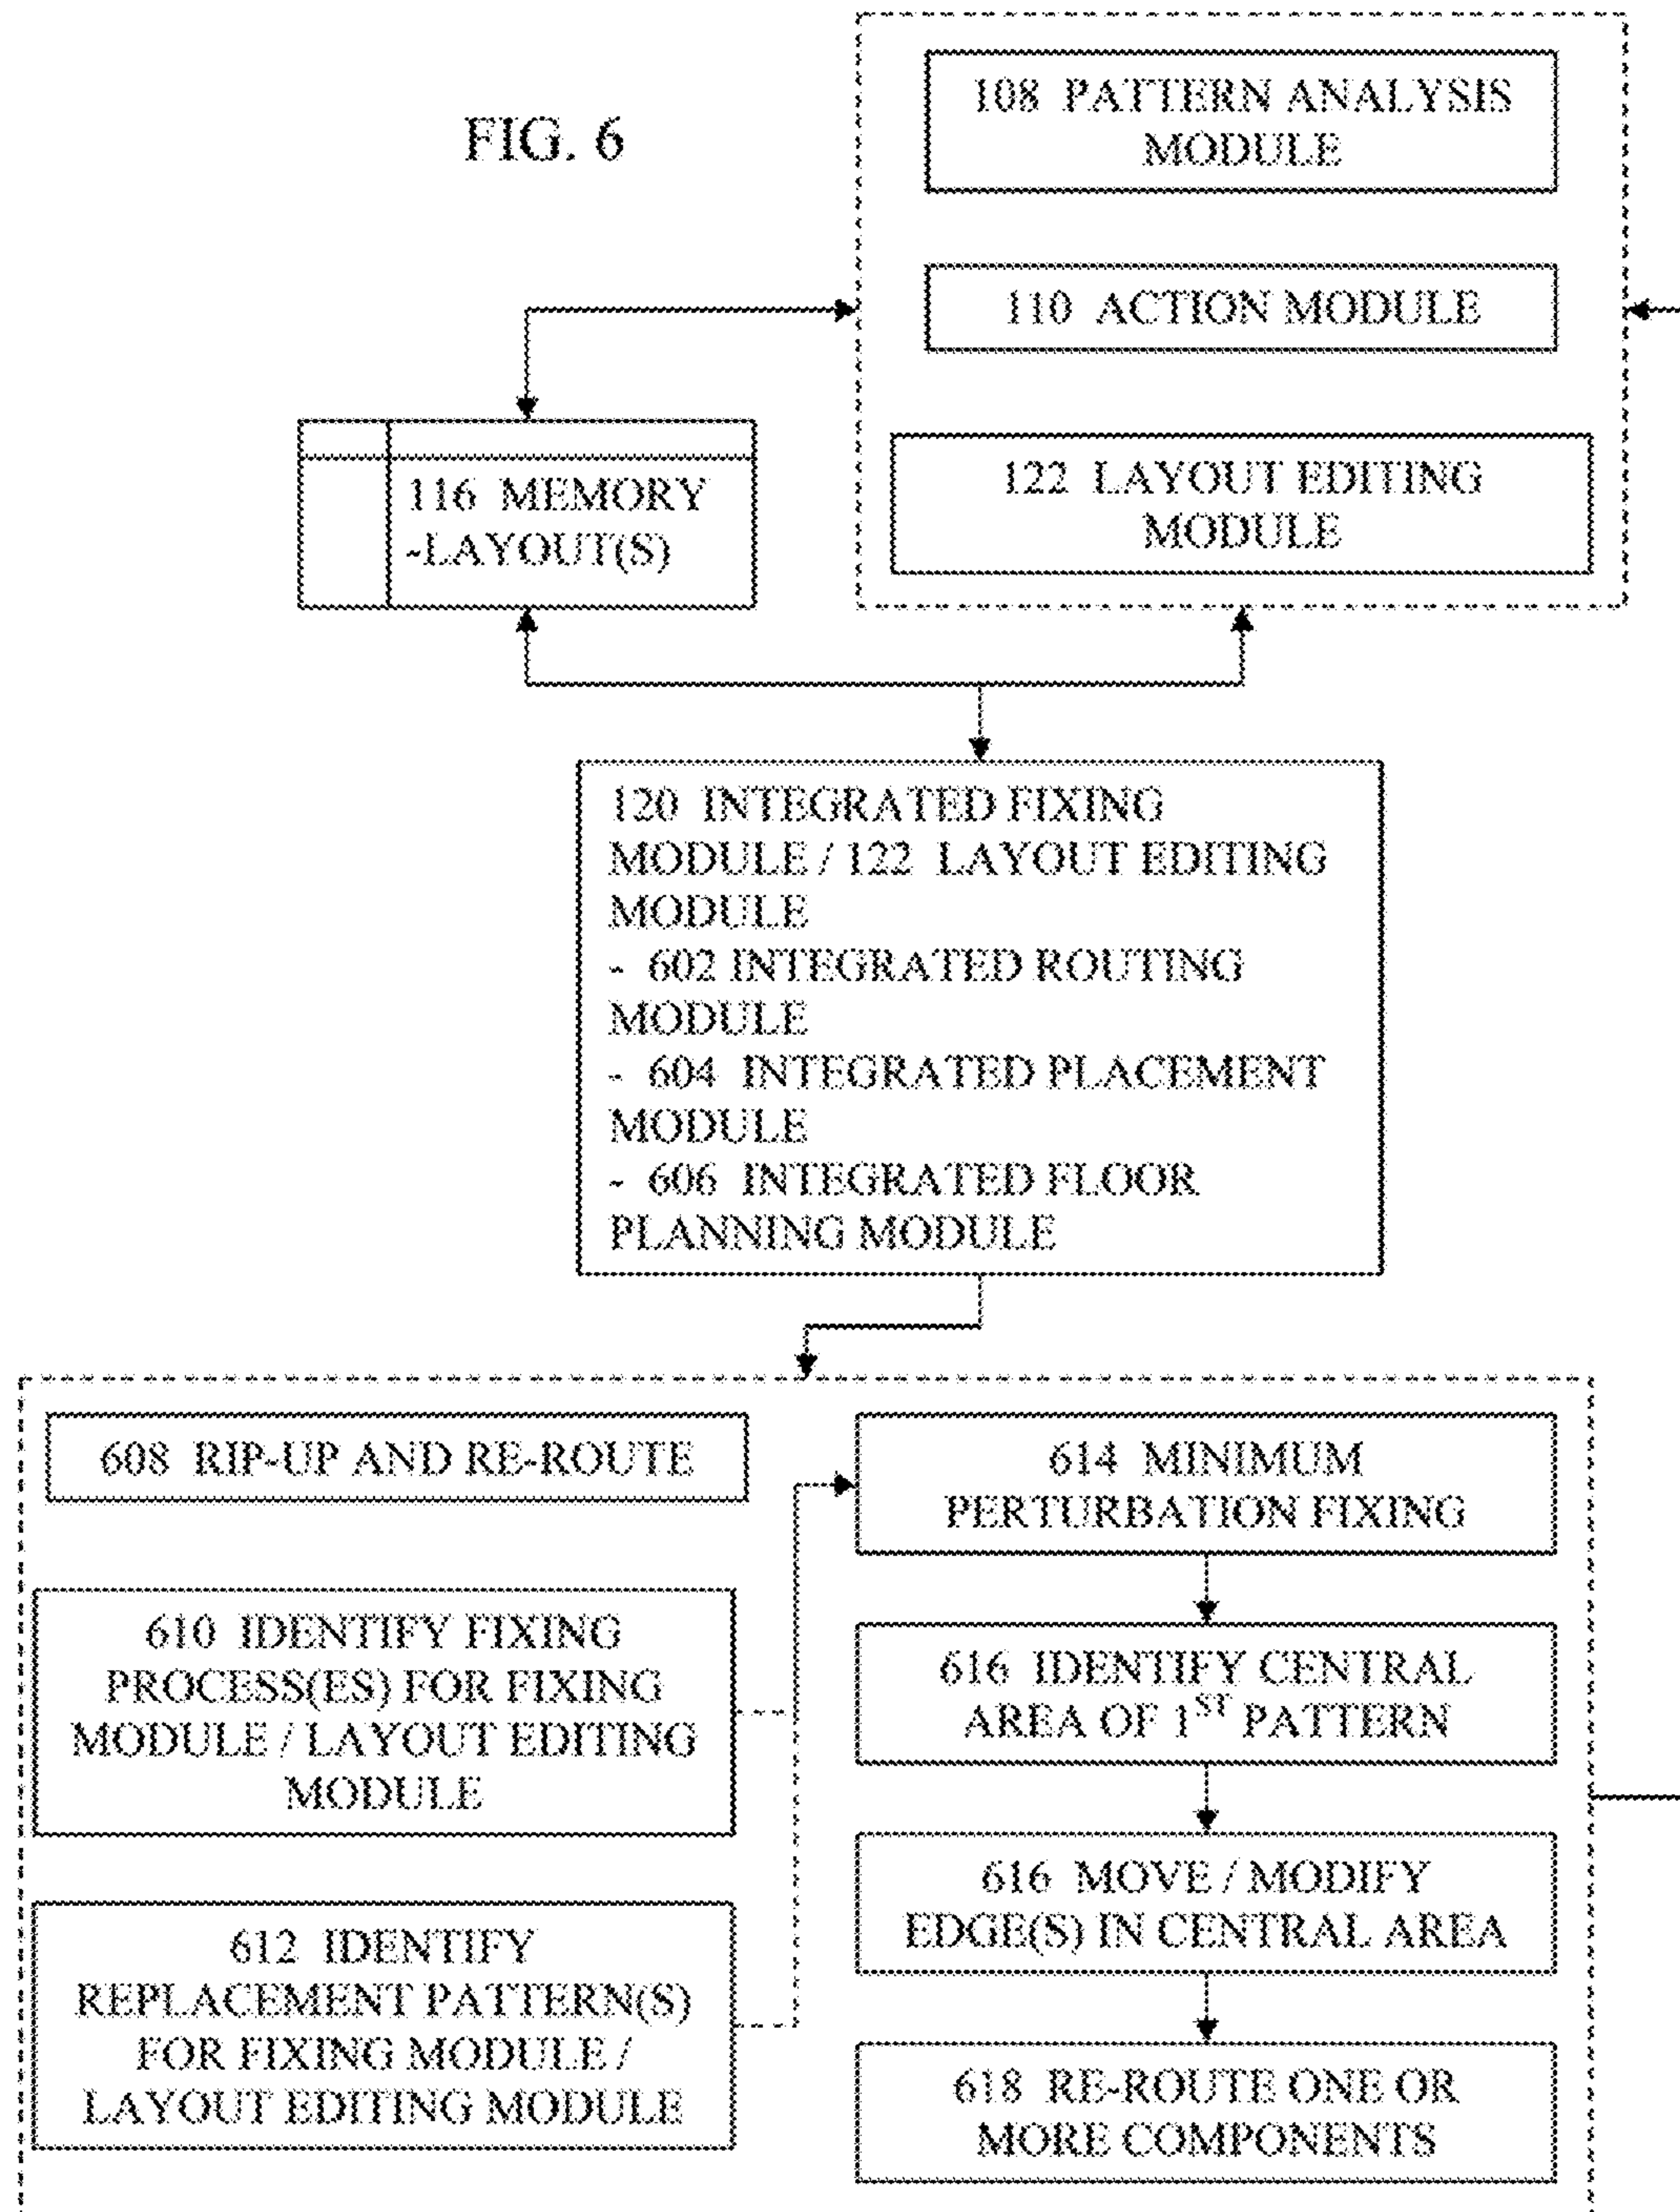 FIG. 6
108 PATTERN ANALYSIS
MODULE
110 ACTION MODULE
122 LAYOUT EDITING
MODULE
116 MEMORY
-LAYOUT(S)
120 INTEGRATED FIXING
MODULE / 122 LAYOUT EDITING
MODULE
- 602 INTEGRATED ROUTING
MODULE
- 604 INTEGRATED PLACEMENT
MODULE
- 606 INTEGRATED FLOOR
PLANNING MODULE
608 RIP-UP AND RE-ROUTE
610 IDENTIFY FIXING
PROCESS(ES) FOR FIXING
MODULE / LAYOUT EDITING
MODULE
612 IDENTIFY
REPLACEMENT PATTERN(S)
FOR FIXING MODULE /
LAYOUT EDITING MODULE
614 MINIMUM
PERTURBATION FIXING
616 IDENTIFY CENTRAL
AREA OF 1ST PATTERN
616 MOVE / MODIFY
EDGE(S) IN CENTRAL AREA
618 RE-ROUTE ONE OR
MORE COMPONENTS